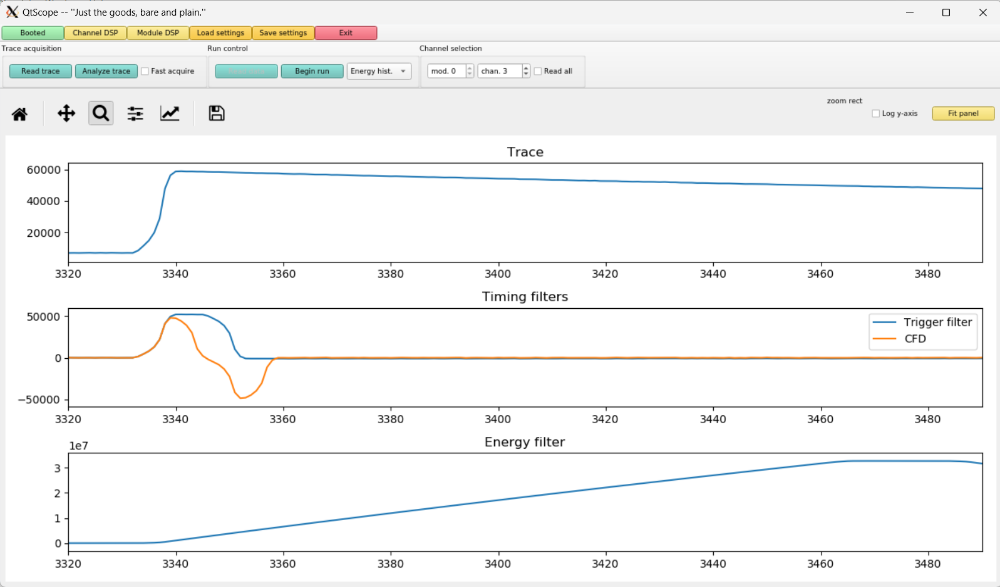 QtScope -- "Just the goods, bare and plain."
Booted Channel DSP Module DSP Load settings Save settings Exit
Trace acquisition Run control Channel selection
Read trace Analyze trace Fast acquire Begin run Energy hist. mod. 0 chan. 3 Read all
zoom rect
Log y-axis Fit panel
Trace
60000
40000
20000
3320 3340 3360 3380 3400 3420 3440 3460 3480
Timing filters
50000
0
−50000
Trigger filter
CFD
3320 3340 3360 3380 3400 3420 3440 3460 3480
Energy filter
1e7
3
2
1
0
3320 3340 3360 3380 3400 3420 3440 3460 3480